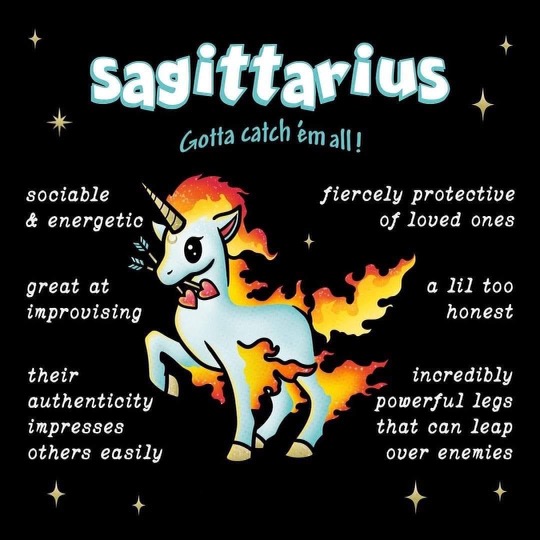 sagittarius
Gotta catch 'em all!
sociable
& energetic
great at
improvising
their
authenticity
impresses
others easily
fiercely protective
of loved ones
a lil too
honest
incredibly
powerful legs
that can leap
over enemies